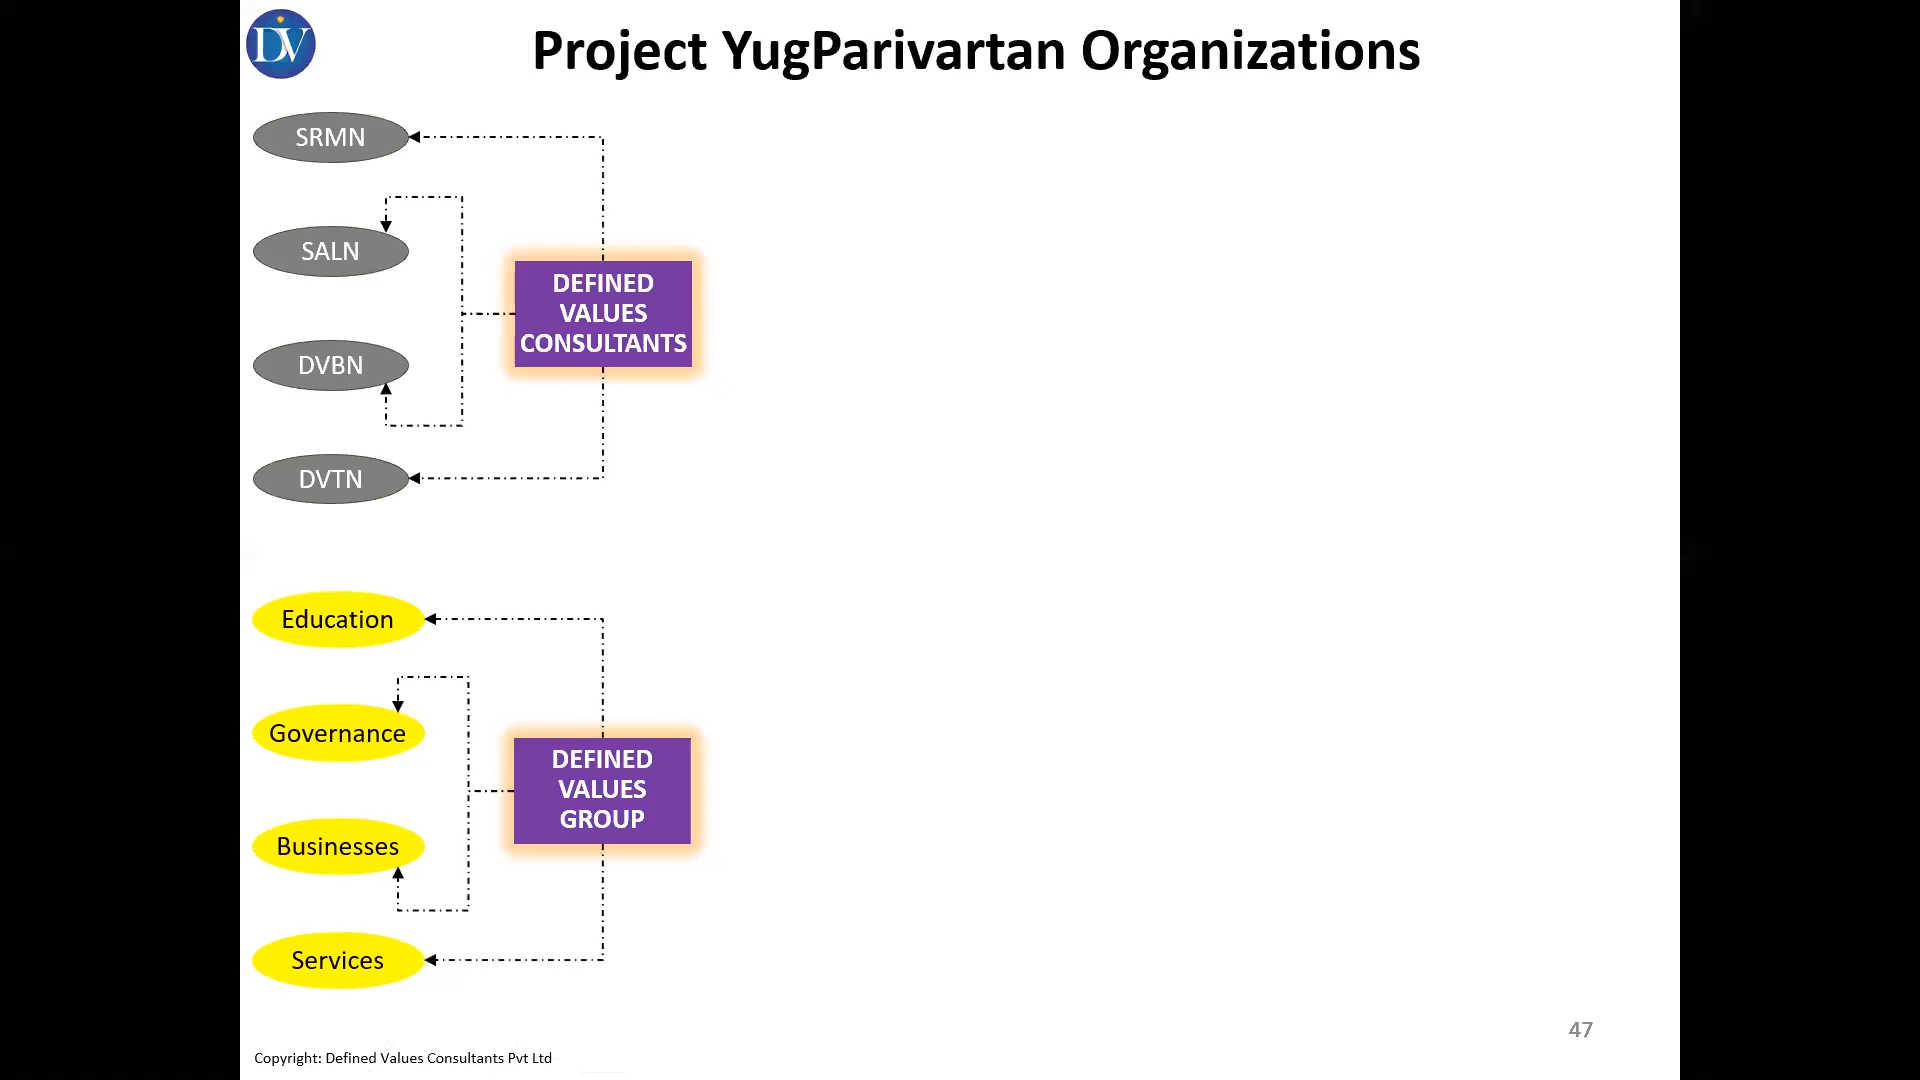 DV
Project YugParivartan Organizations
SRMN
SALN
DVBN
DVTN
DEFINED
VALUES
CONSULTANTS
Education
Governance
Businesses
Services
DEFINED
VALUES
GROUP
47
Copyright: Defined Values Consultants Pvt Ltd